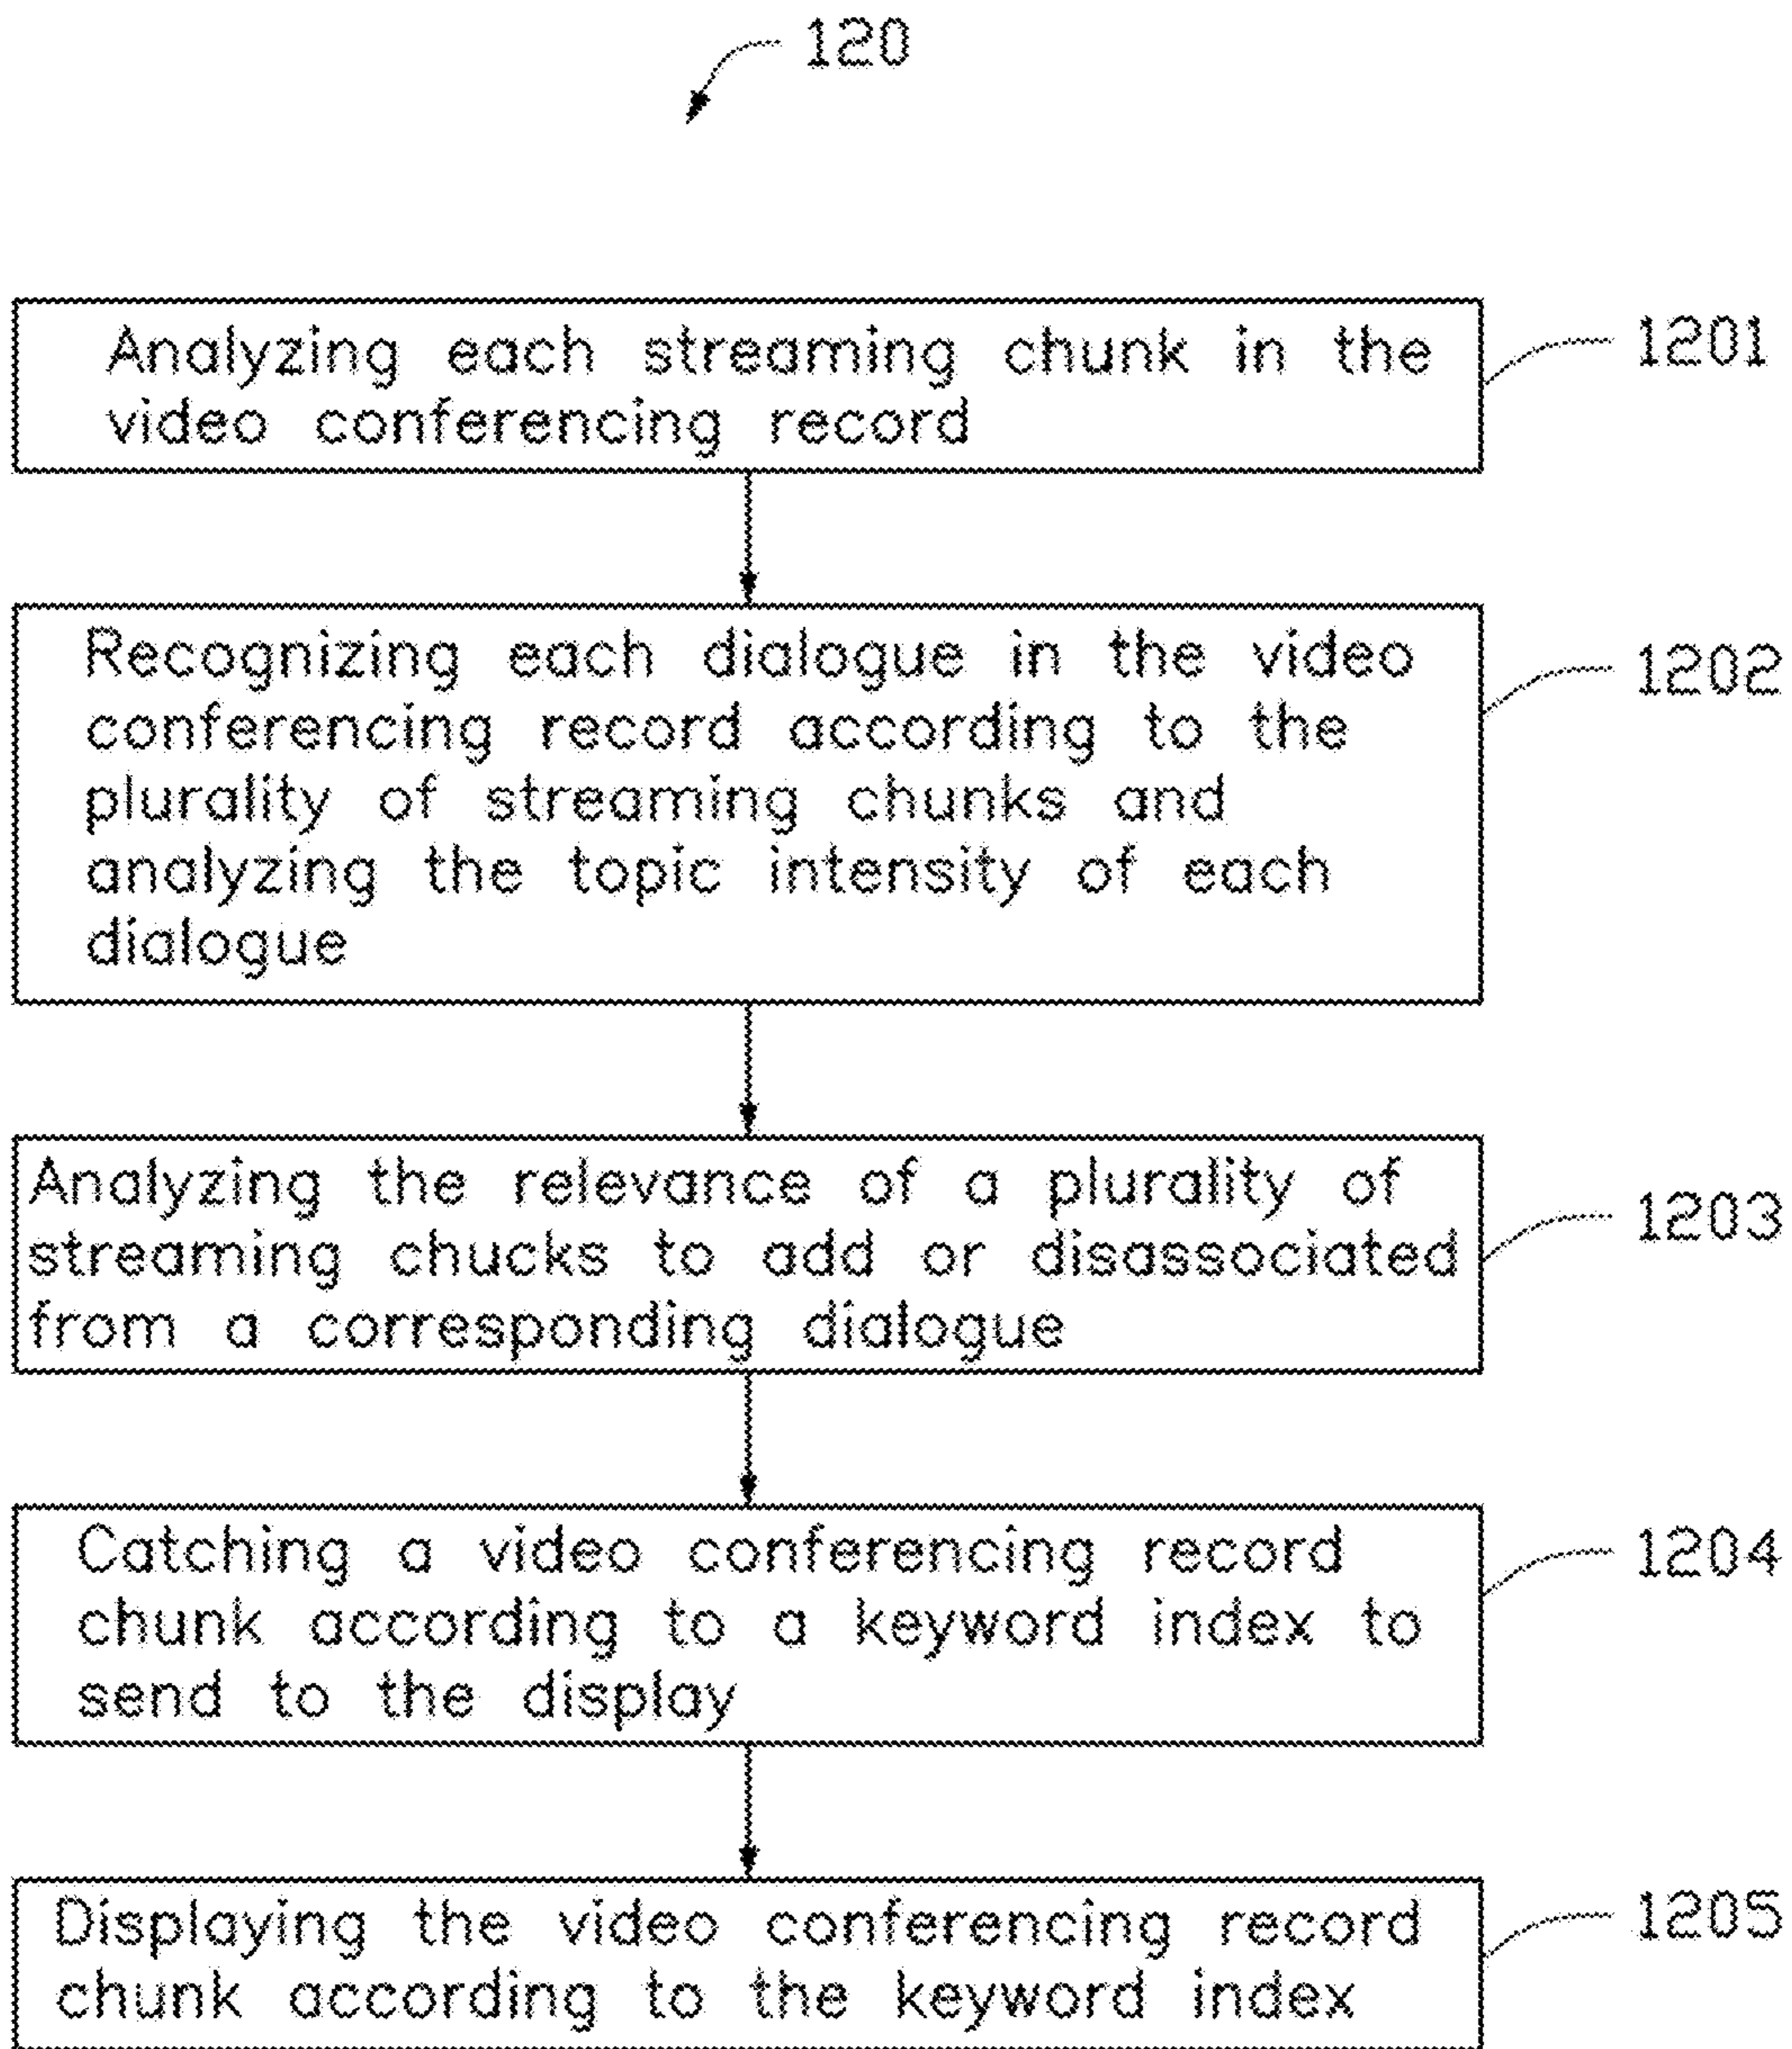 120
Analyzing each streaming chunk in the
video conferencing record
1201
Recognizing each dialogue in the video
conferencing record according to the
plurality of streaming chunks and
analyzing the topic intensity of each
dialogue
1202
Analyzing the relevance of a plurality of
streaming chucks to add or disassociated
from a corresponding dialogue
1203
Catching a video conferencing record
chunk according to a keyword index to
send to the display
1204
Displaying the video conferencing record
chunk according to the keyword index
1205